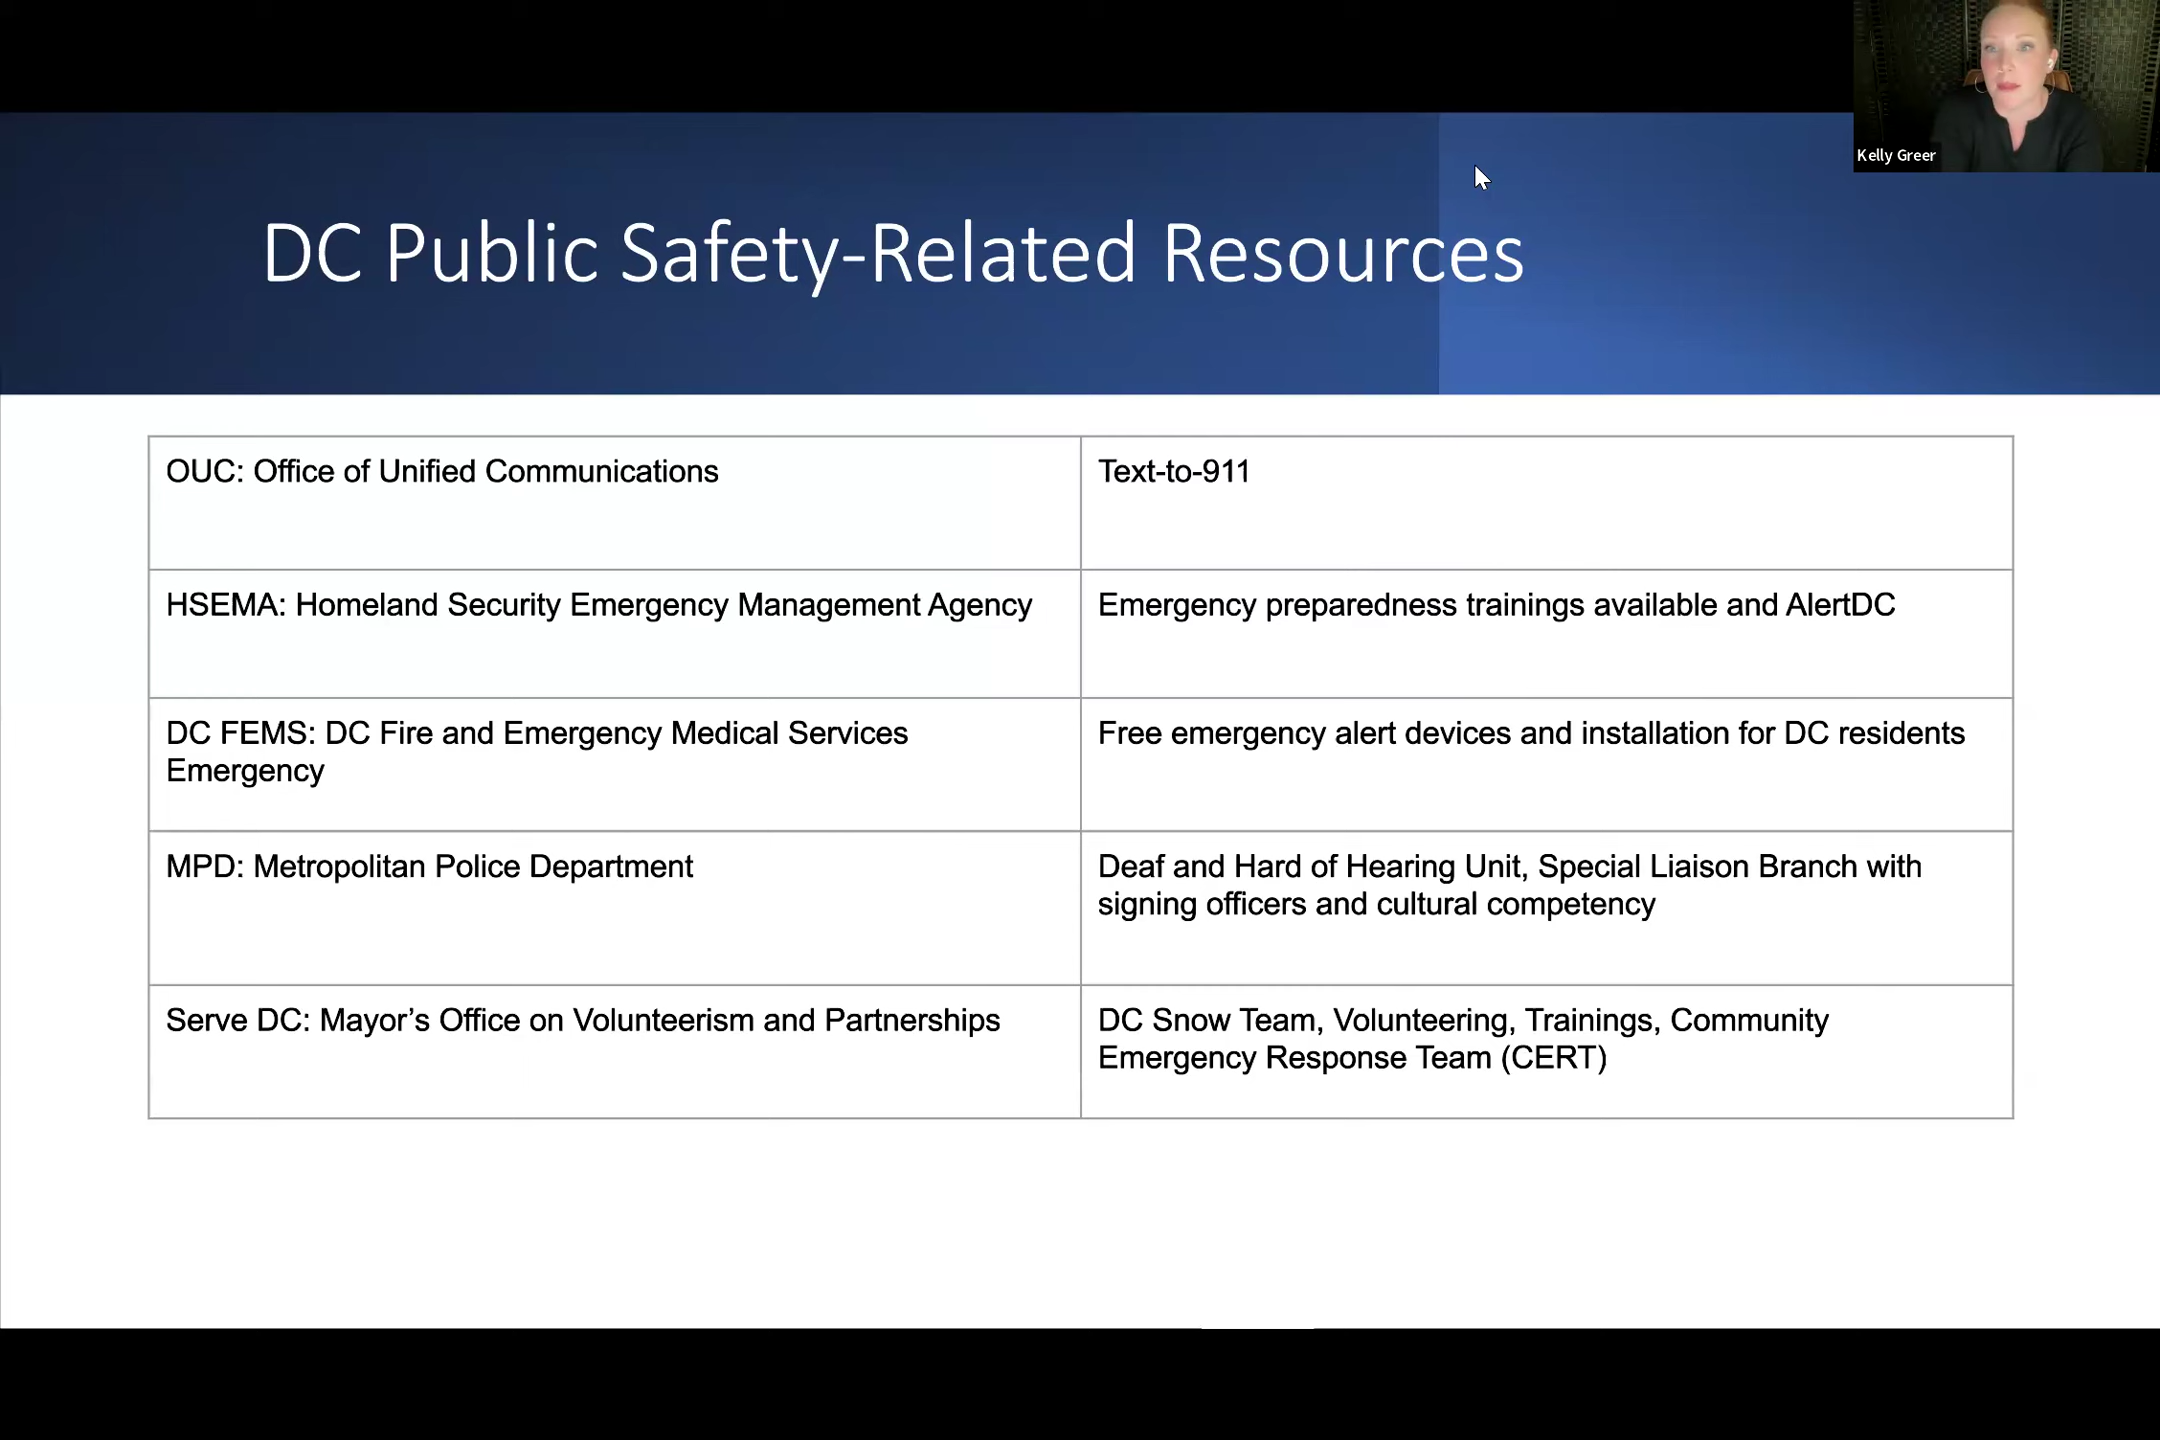 Kelly Greer
DC Public Safety-Related Resources
OUC: Office of Unified Communications
Text-to-911
HSEMA: Homeland Security Emergency Management Agency
Emergency preparedness trainings available and AlertDC
DC FEMS: DC Fire and Emergency Medical Services
Emergency
Free emergency alert devices and installation for DC residents
MPD: Metropolitan Police Department
Deaf and Hard of Hearing Unit, Special Liaison Branch with
signing officers and cultural competency
Serve DC: Mayor’s Office on Volunteerism and Partnerships
DC Snow Team, Volunteering, Trainings, Community
Emergency Response Team (CERT)